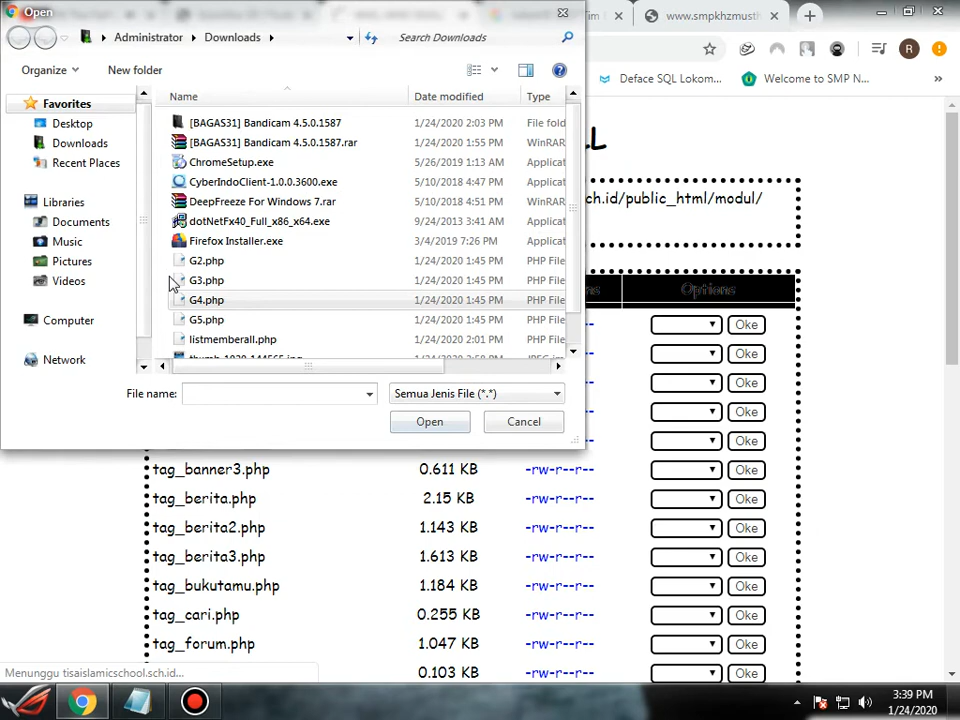 Open
www.smpkhzmusth
Administrator
Downloads
Search Downloads
R
Organize
New folder
Deface SQL Lokom...
Welcome to SMP N...
»
Favorites
Desktop
Downloads
Recent Places
Libraries
Documents
Music
Pictures
Videos
Computer
Network
Name
Date modified
Type
[BAGAS31] Bandicam 4.5.0.1587
1/24/2020 2:03 PM
File fold
[BAGAS31] Bandicam 4.5.0.1587.rar
1/24/2020 1:55 PM
WinRAR
ChromeSetup.exe
5/26/2019 1:13 AM
Applicat
CyberIndoClient-1.0.0.3600.exe
5/10/2018 4:47 PM
Applicat
DeepFreeze For Windows 7.rar
5/10/2018 4:51 PM
WinRAR
dotNetFx40_Full_x86_x64.exe
9/24/2013 3:41 AM
Applicat
Firefox Installer.exe
3/4/2019 7:26 PM
Applicat
G2.php
1/24/2020 1:45 PM
PHP File
G3.php
1/24/2020 1:45 PM
PHP File
G4.php
1/24/2020 1:45 PM
PHP File
G5.php
1/24/2020 1:45 PM
PHP File
listmemberall.php
1/24/2020 2:01 PM
PHP File
File name:
Semua Jenis File (*.*)
Open
Cancel
ch.id/public_html/modul/
Options
Oke
Oke
Oke
Oke
Oke
tag_banner3.php 0.611 KB -rw-r--r-- Oke
tag_berita.php 2.15 KB -rw-r--r-- Oke
tag_berita2.php 1.143 KB -rw-r--r-- Oke
tag_berita3.php 1.613 KB -rw-r--r-- Oke
tag_bukutamu.php 1.184 KB -rw-r--r-- Oke
tag_cari.php 0.255 KB -rw-r--r-- Oke
tag_forum.php 1.047 KB -rw-r--r-- Oke
0.103 KB -rw-r--r-- Oke
Menunggu tisaislamicschool.sch.id...
3:39 PM
1/24/2020